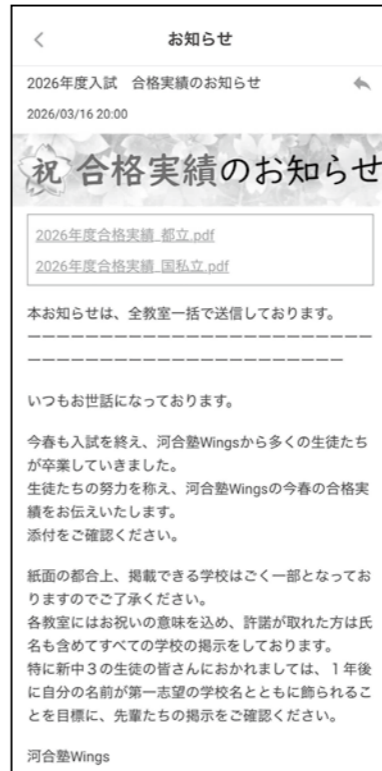 お知らせ
2026年度入試　合格実績のお知らせ
2026/03/16 20:00
祝 合格実績のお知らせ
2026年度合格実績_都立.pdf
2026年度合格実績_国私立.pdf
本お知らせは、全教室一括で送信しております。
ーーーーーーーーーーーーーーーーーーーーーーーー
ーーーーーーーーーーーーーーーーーーーーーー
いつもお世話になっております。
今春も入試を終え、河合塾Wingsから多くの生徒たち
が卒業していきました。
生徒たちの努力を称え、河合塾Wingsの今春の合格実
績をお伝えいたします。
添付をご確認ください。
紙面の都合上、掲載できる学校はごく一部となってお
りますのでご了承ください。
各教室にはお祝いの意味を込め、許諾が取れた方は氏
名も含めてすべての学校の掲示をしております。
特に新中３の生徒の皆さんにおかれましては、１年後
に自分の名前が第一志望の学校名とともに飾られるこ
とを目標に、先輩たちの掲示をご確認ください。
河合塾Wings